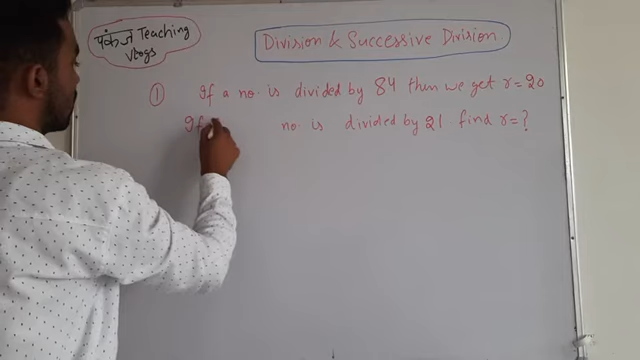 पंकज Teaching
Vlogs
Division & Successive Division
① If a no. is divided by 84 then we get r = 20
If no. is divided by 21. find r = ?